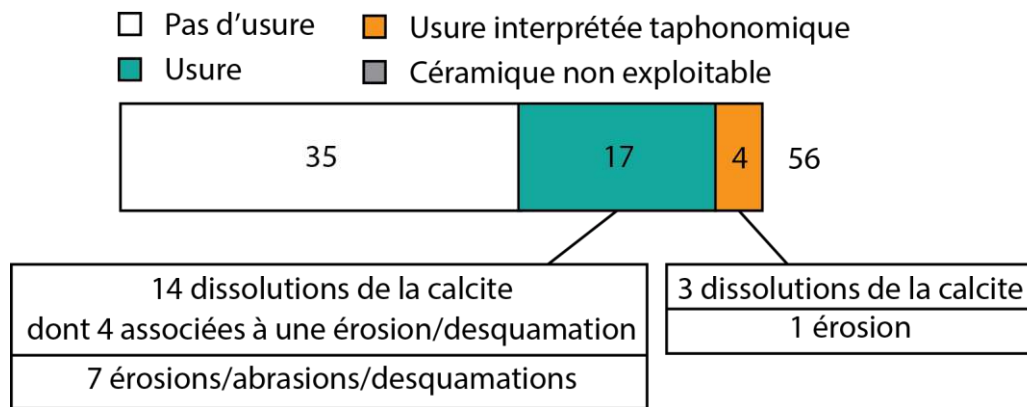 Pas d'usure
Usure interprétée taphonomique
Usure
Céramique non exploitable
35
17
4
56
14 dissolutions de la calcite
dont 4 associées à une érosion/desquamation
7 érosions/abrasions/desquamations
3 dissolutions de la calcite
1 érosion